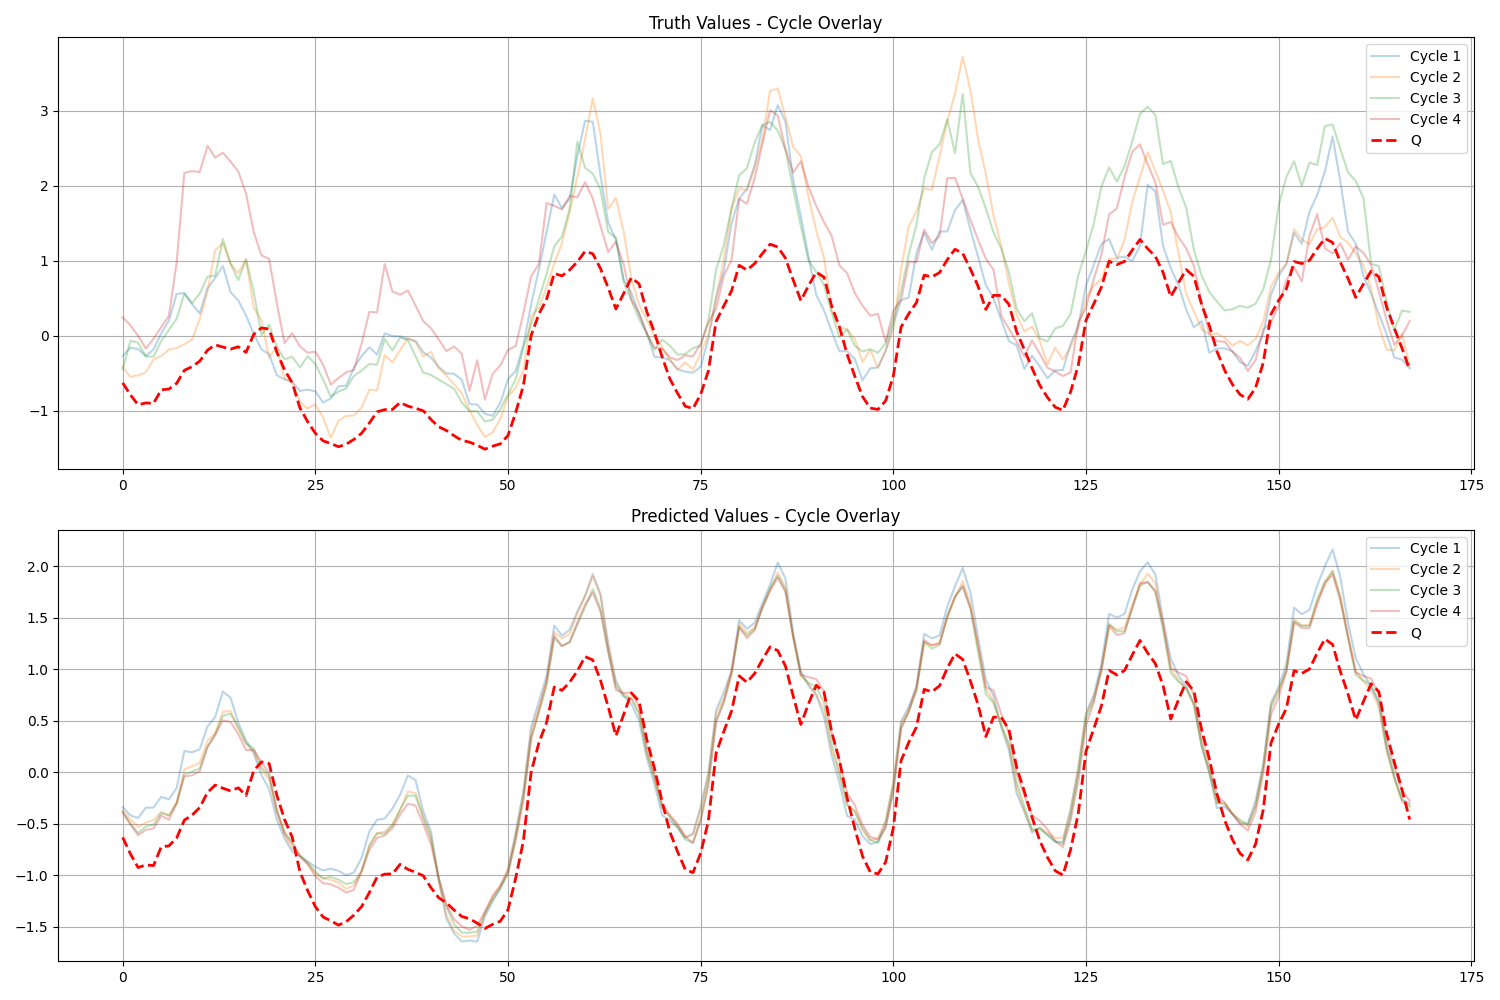 Truth Values - Cycle Overlay
Cycle 1
Cycle 2
Cycle 3
Cycle 4
Q
3
2
1
0
−1
0 25 50 75 100 125 150 175
Predicted Values - Cycle Overlay
Cycle 1
Cycle 2
Cycle 3
Cycle 4
Q
2.0
1.5
1.0
0.5
0.0
−0.5
−1.0
−1.5
0 25 50 75 100 125 150 175